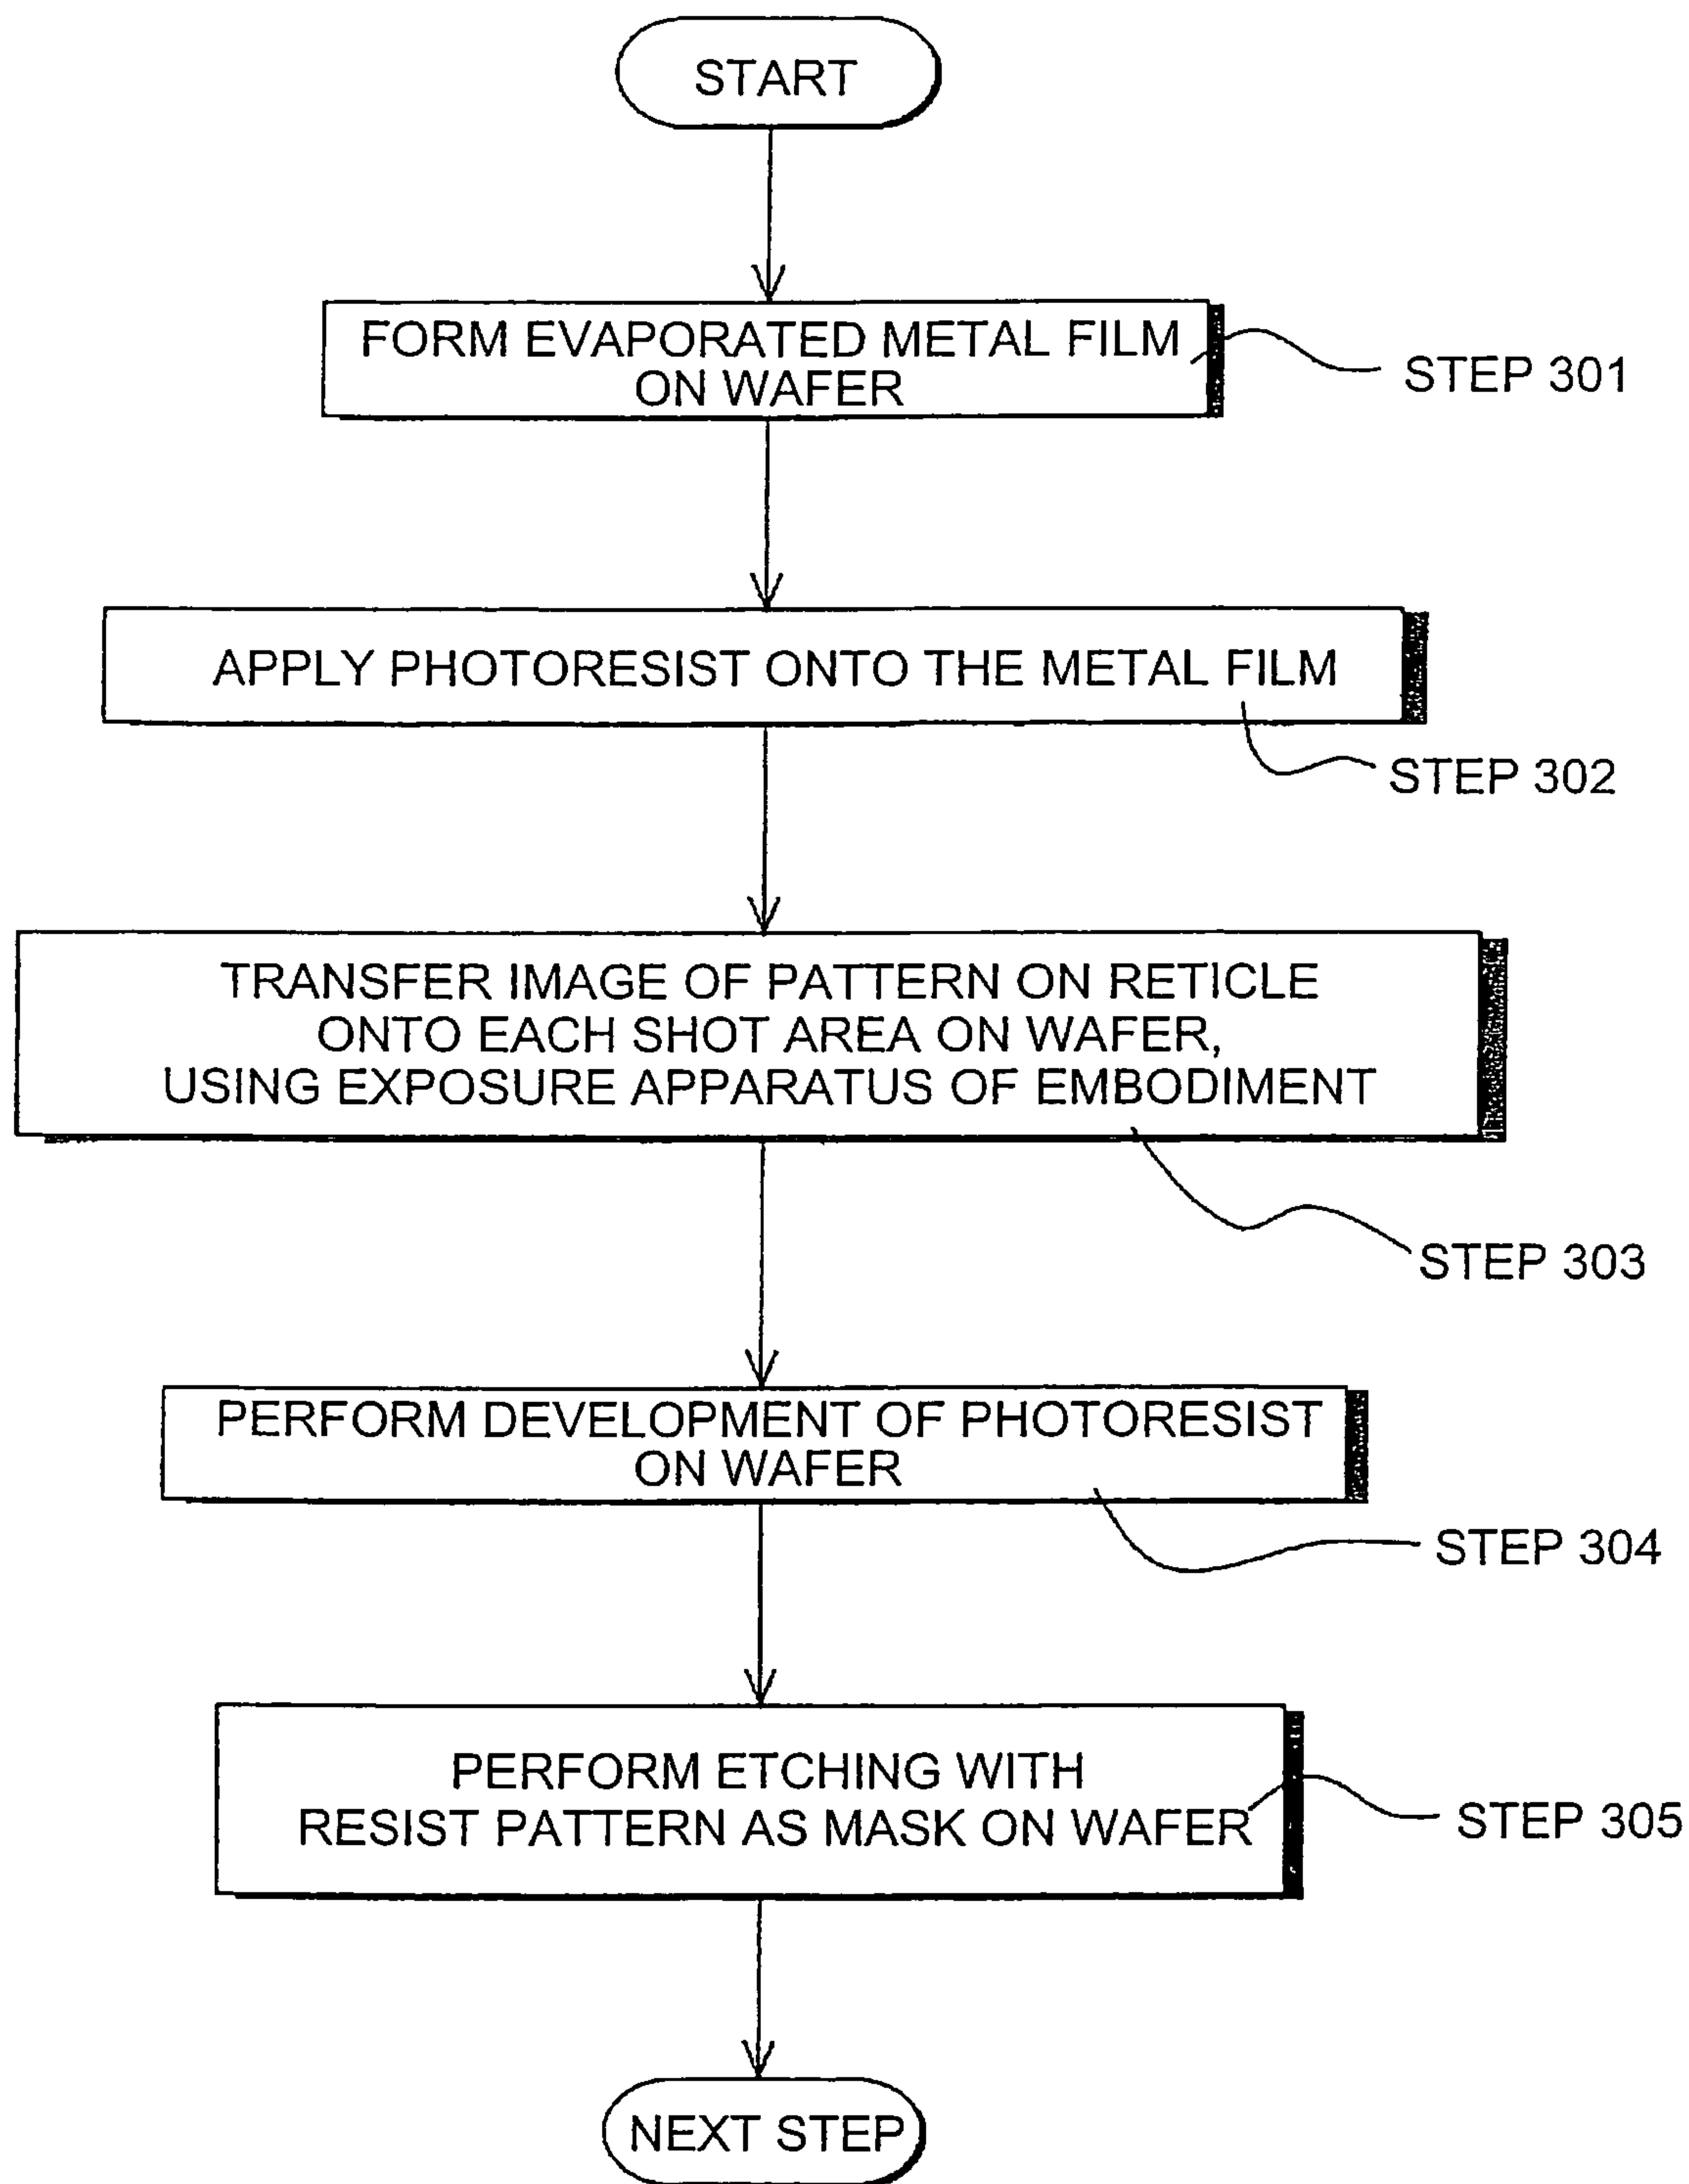 START
FORM EVAPORATED METAL FILM
ON WAFER
STEP 301
APPLY PHOTORESIST ONTO THE METAL FILM
STEP 302
TRANSFER IMAGE OF PATTERN ON RETICLE
ONTO EACH SHOT AREA ON WAFER,
USING EXPOSURE APPARATUS OF EMBODIMENT
STEP 303
PERFORM DEVELOPMENT OF PHOTORESIST
ON WAFER
STEP 304
PERFORM ETCHING WITH
RESIST PATTERN AS MASK ON WAFER
STEP 305
NEXT STEP